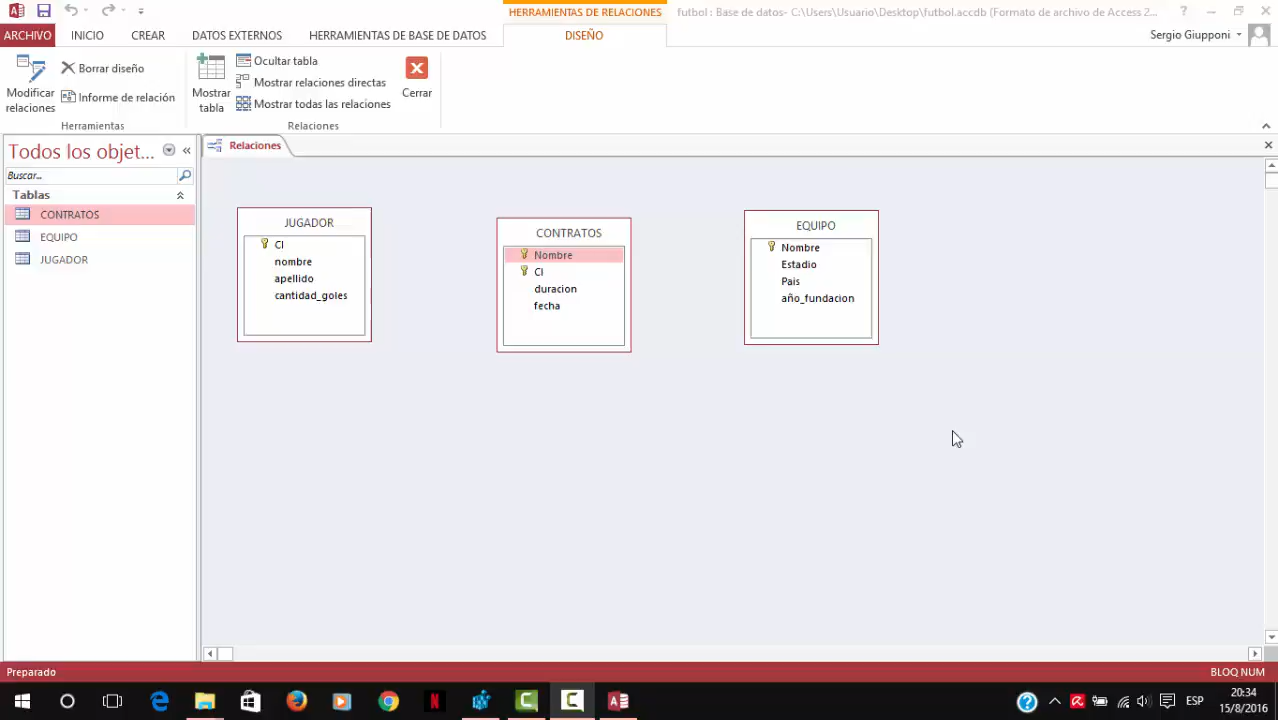 HERRAMIENTAS DE RELACIONES
futbol : Base de datos- C:\Users\Usuario\Desktop\futbol.accdb (Formato de archivo de Access 2...
?
ARCHIVO INICIO CREAR DATOS EXTERNOS HERRAMIENTAS DE BASE DE DATOS DISEÑO
Sergio Giupponi
Modificar relaciones
Borrar diseño
Informe de relación
Herramientas
Mostrar tabla
Ocultar tabla
Mostrar relaciones directas
Mostrar todas las relaciones
Cerrar
Relaciones
Todos los objet...
Buscar...
Tablas
CONTRATOS
EQUIPO
JUGADOR
Relaciones
JUGADOR
CI
nombre
apellido
cantidad_goles
CONTRATOS
Nombre
CI
duracion
fecha
EQUIPO
Nombre
Estadio
Pais
año_fundacion
Preparado
BLOQ NUM
ESP
20:34
15/8/2016